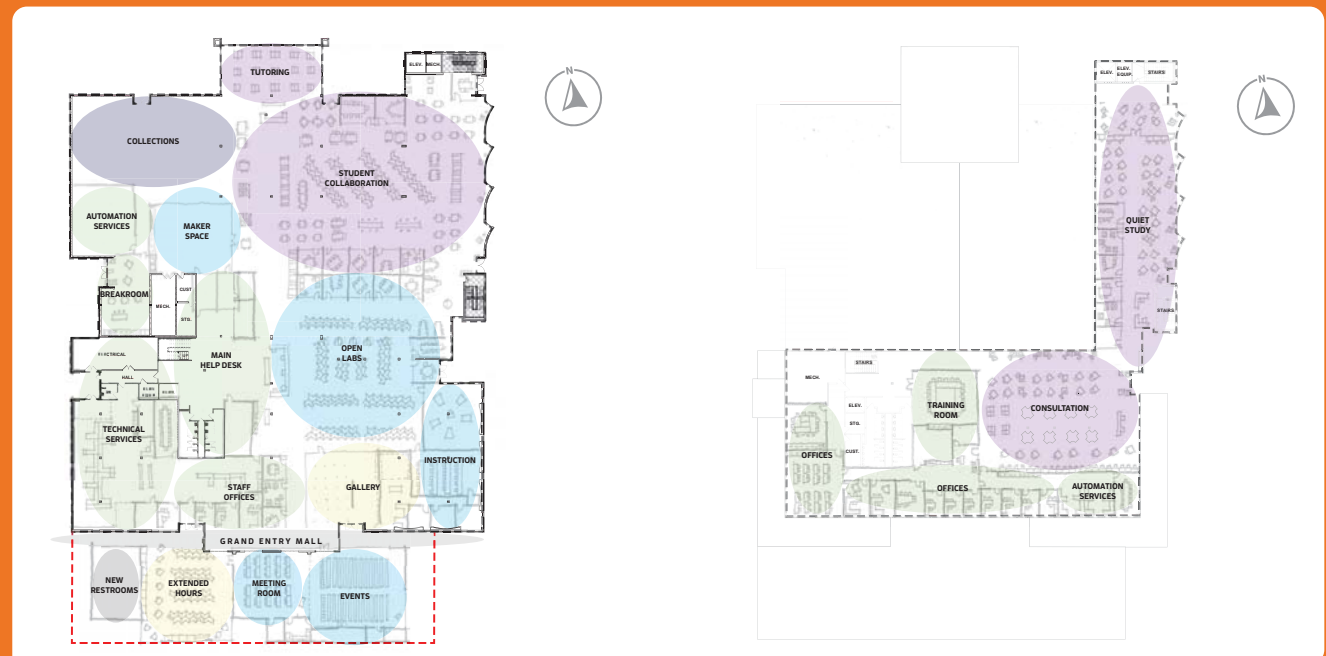 TUTORING
ELEV.
MECH.
N
COLLECTIONS
STUDENT
COLLABORATION
AUTOMATION
SERVICES
MAKER
SPACE
BREAKROOM
MECH.
CUST
STG.
ELECTRICAL
HALL
MAIN
HELP DESK
OPEN
LABS
TECHNICAL
SERVICES
STAFF
OFFICES
GALLERY
INSTRUCTION
GRAND ENTRY MALL
NEW
RESTROOMS
EXTENDED
HOURS
MEETING
ROOM
EVENTS
ELEV.
ELEV.
EQUIP.
STAIRS
N
QUIET
STUDY
STAIRS
MECH.
STAIRS
ELEV.
STG.
CUST.
TRAINING
ROOM
CONSULTATION
OFFICES
OFFICES
AUTOMATION
SERVICES